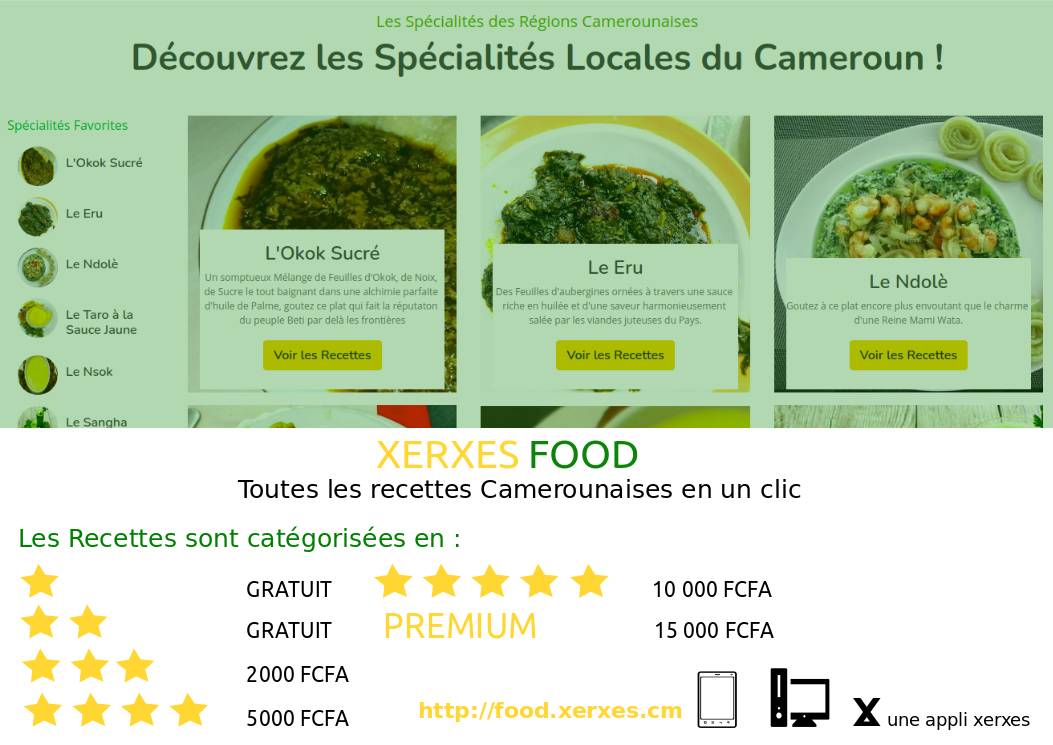 Les Spécialités des Régions Camerounaises
Découvrez les Spécialités Locales du Cameroun !
Spécialités Favorites
L'Okok Sucré
Le Eru
Le Ndolè
Le Taro à la
Sauce Jaune
Le Nsok
Le Sangha
L'Okok Sucré
Un somptueux Mélange de Feuilles d'Okok, de Noix,
de Sucre le tout baignant dans une alchimie parfaite
d'huile de Palme, goutez ce plat qui fait la réputaton
du peuple Beti par delà les frontières
Voir les Recettes
Le Eru
Des Feuilles d'aubergines ornées à travers une sauce
riche en huilée et d'une saveur harmonieusement
salée par les viandes juteuses du Pays.
Voir les Recettes
Le Ndolè
Goutez à ce plat encore plus envoutant que le charme
d'une Reine Mami Wata.
Voir les Recettes
XERXES FOOD
Toutes les recettes Camerounaises en un clic
Les Recettes sont catégorisées en :
GRATUIT
GRATUIT
2000 FCFA
5000 FCFA
10 000 FCFA
PREMIUM 15 000 FCFA
http://food.xerxes.cm
X une appli xerxes